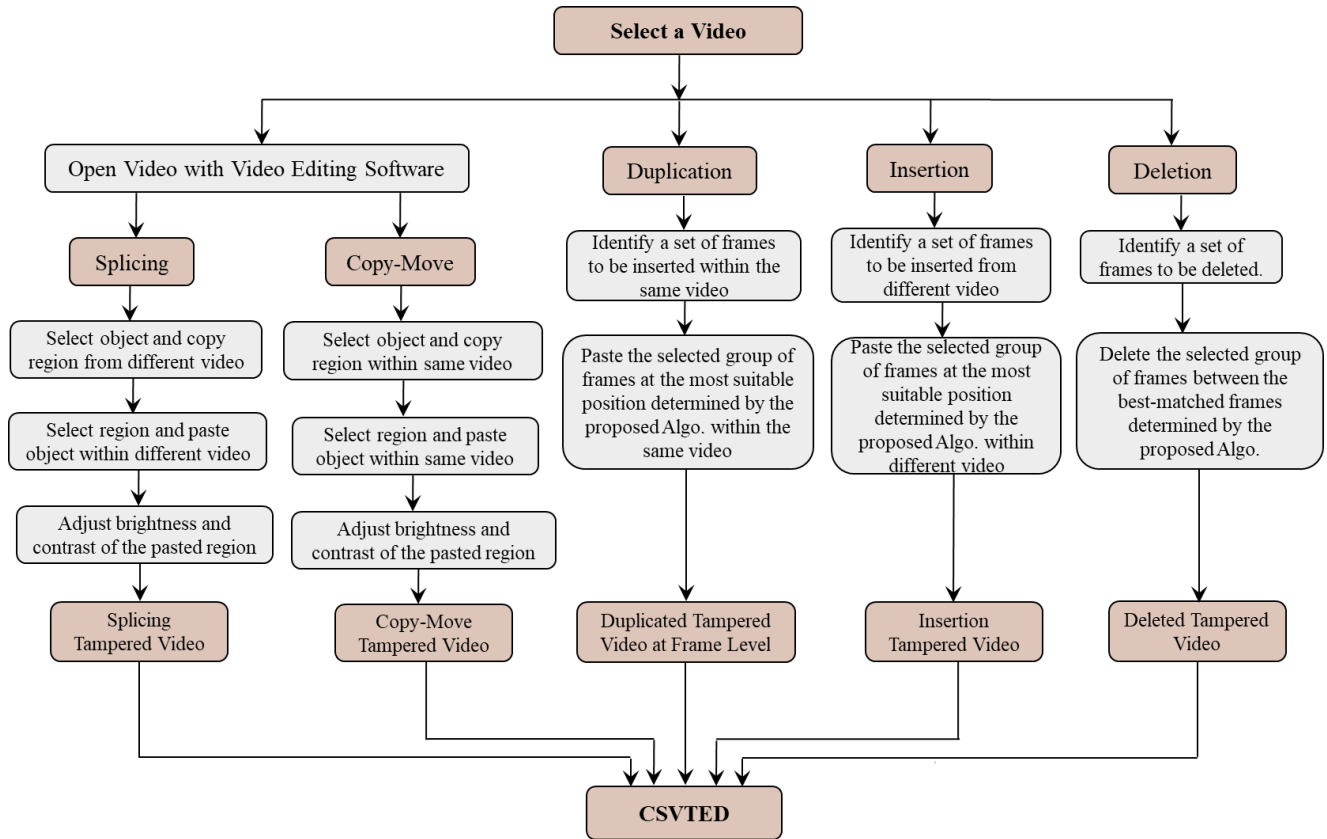 Select a Video
Open Video with Video Editing Software
Duplication
Insertion
Deletion
Splicing
Copy-Move
Identify a set of frames
to be inserted within the
same video
Identify a set of frames
to be inserted from
different video
Identify a set of
frames to be deleted.
Select object and copy
region from different video
Select object and copy
region within same video
Paste the selected group of
frames at the most suitable
position determined by the
proposed Algo. within the
same video
Paste the selected group
of frames at the most
suitable position
determined by the
proposed Algo. within
different video
Delete the selected group
of frames between the
best-matched frames
determined by the
proposed Algo.
Select region and paste
object within different video
Select region and paste
object within same video
Adjust brightness and
contrast of the pasted region
Adjust brightness and
contrast of the pasted region
Splicing
Tampered Video
Copy-Move
Tampered Video
Duplicated Tampered
Video at Frame Level
Insertion
Tampered Video
Deleted Tampered
Video
CSVTED